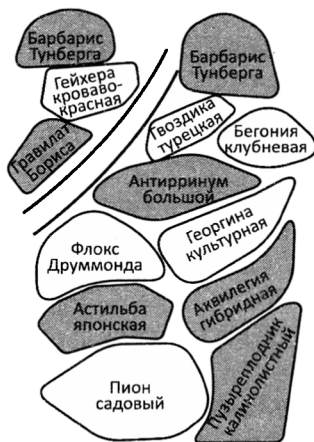 Барбарис
Тунберга
Барбарис
Тунберга
Гейхера
кроваво-
красная
Гвоздика
турецкая
Бегония
клубневая
Гравилат
Бориса
Антирринум
большой
Георгина
культурная
Флокс
Друммонда
Аквилегия
гибридная
Астильба
японская
Пузыреплодник
калинолистный
Пион
садовый